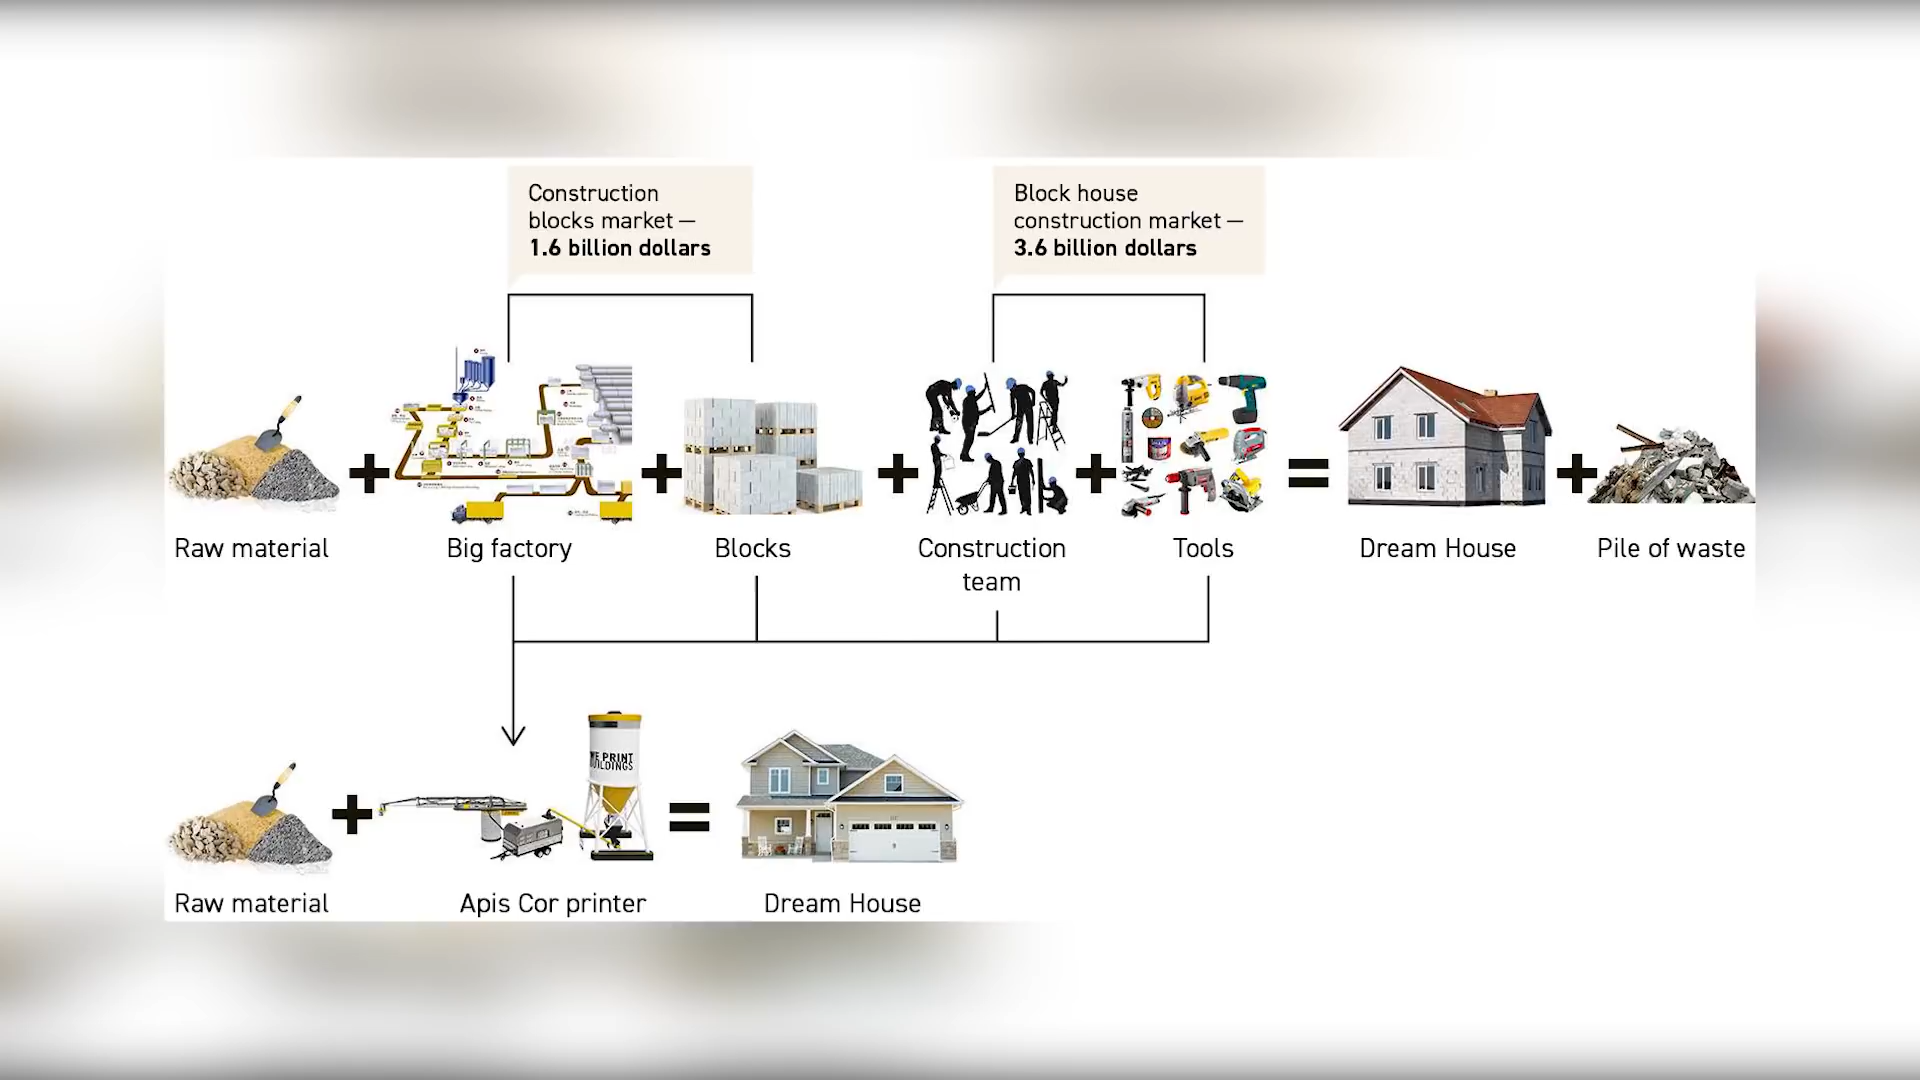 Construction
blocks market —
1.6 billion dollars
Block house
construction market —
3.6 billion dollars
Raw material
Big factory
Blocks
Construction
team
Tools
Dream House
Pile of waste
WE PRINT
BUILDINGS
Raw material
Apis Cor printer
Dream House